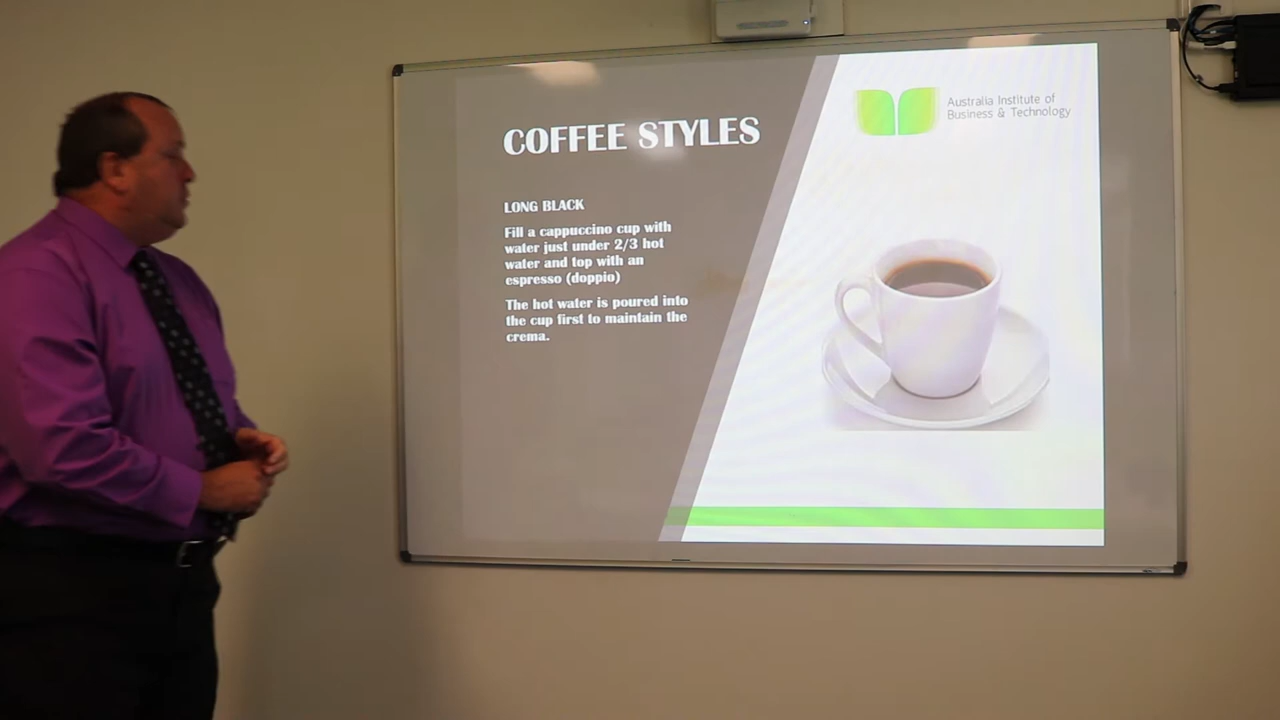 COFFEE STYLES
LONG BLACK
Fill a cappuccino cup with
water just under 2/3 hot
water and top with an
espresso (doppio)
The hot water is poured into
the cup first to maintain the
crema.
Australia Institute of
Business & Technology